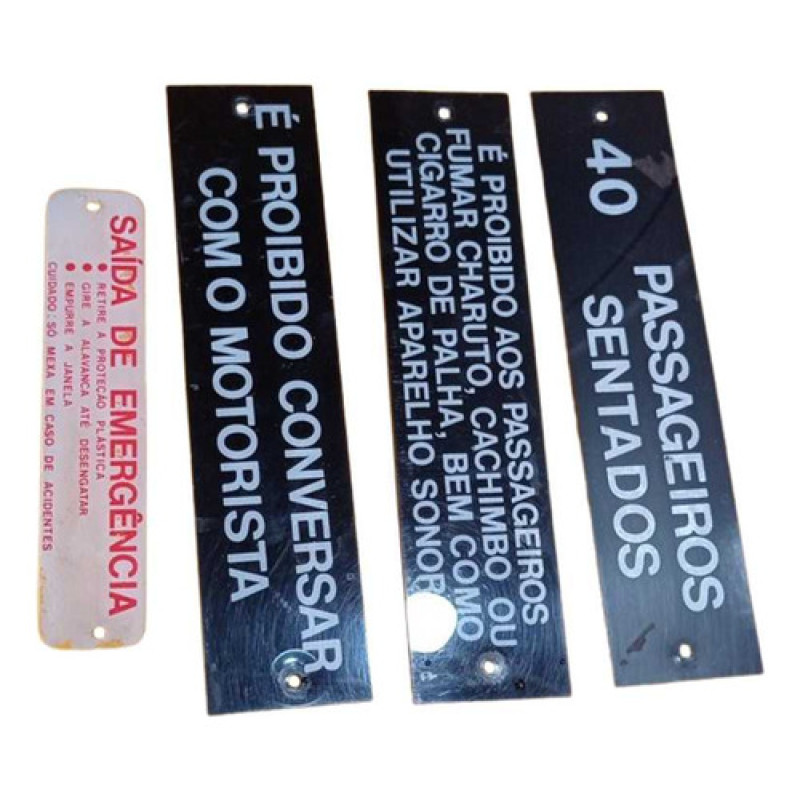 SAÍDA DE EMERGÊNCIA
● RETIRE A PROTEÇÃO PLÁSTICA
● GIRE A ALAVANCA ATÉ DESENGATAR
● EMPURRE A JANELA
CUIDADO: SÓ MEXA EM CASO DE ACIDENTES
É PROIBIDO CONVERSAR
COM O MOTORISTA
É PROIBIDO AOS PASSAGEIROS
FUMAR CHARUTO, CACHIMBO OU
CIGARRO DE PALHA, BEM COMO
UTILIZAR APARELHO SONORO
40 PASSAGEIROS
SENTADOS